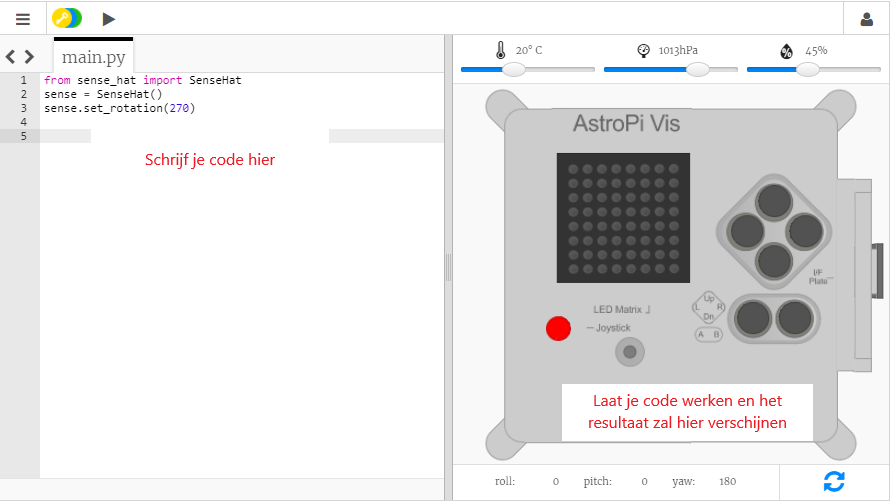 main.py
20° C
1013hPa
45%
1 from sense_hat import SenseHat
2 sense = SenseHat()
3 sense.set_rotation(270)
4
5
Schrijf je code hier
AstroPi Vis
I/F
Plate
LED Matrix
Joystick
Up
L R
Dn
A B
Laat je code werken en het
resultaat zal hier verschijnen
roll: 0 pitch: 0 yaw: 180